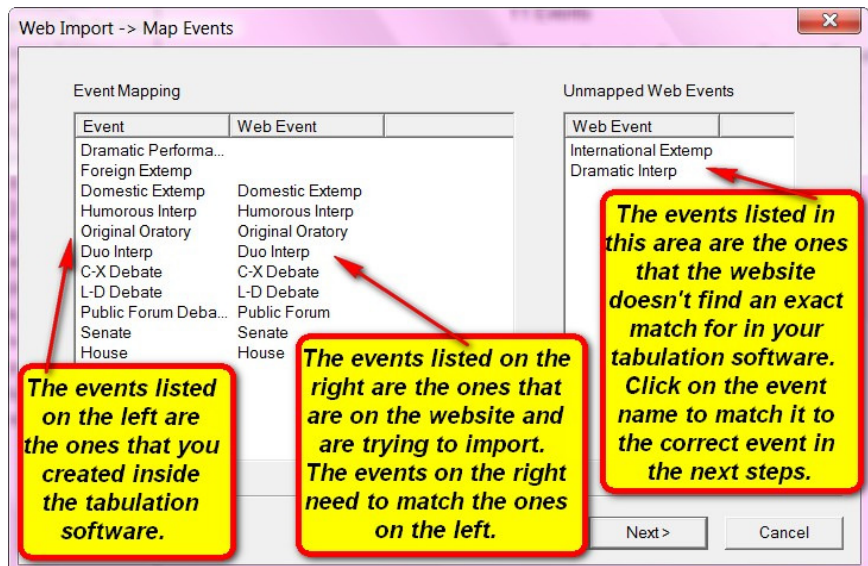 Web Import -> Map Events
Event Mapping
Event Web Event
Dramatic Performa...
Foreign Extemp
Domestic Extemp Domestic Extemp
Humorous Interp Humorous Interp
Original Oratory Original Oratory
Duo Interp Duo Interp
C-X Debate C-X Debate
L-D Debate L-D Debate
Public Forum Deba... Public Forum
Senate Senate
House House
Unmapped Web Events
Web Event
International Extemp
Dramatic Interp
The events listed
on the left are
the ones that you
created inside
the tabulation
software.
The events listed on the
right are the ones that
are on the website and
are trying to import.
The events on the right
need to match the ones
on the left.
The events listed in
this area are the ones
that the website
doesn't find an exact
match for in your
tabulation software.
Click on the event
name to match it to
the correct event in
the next steps.
Next> Cancel